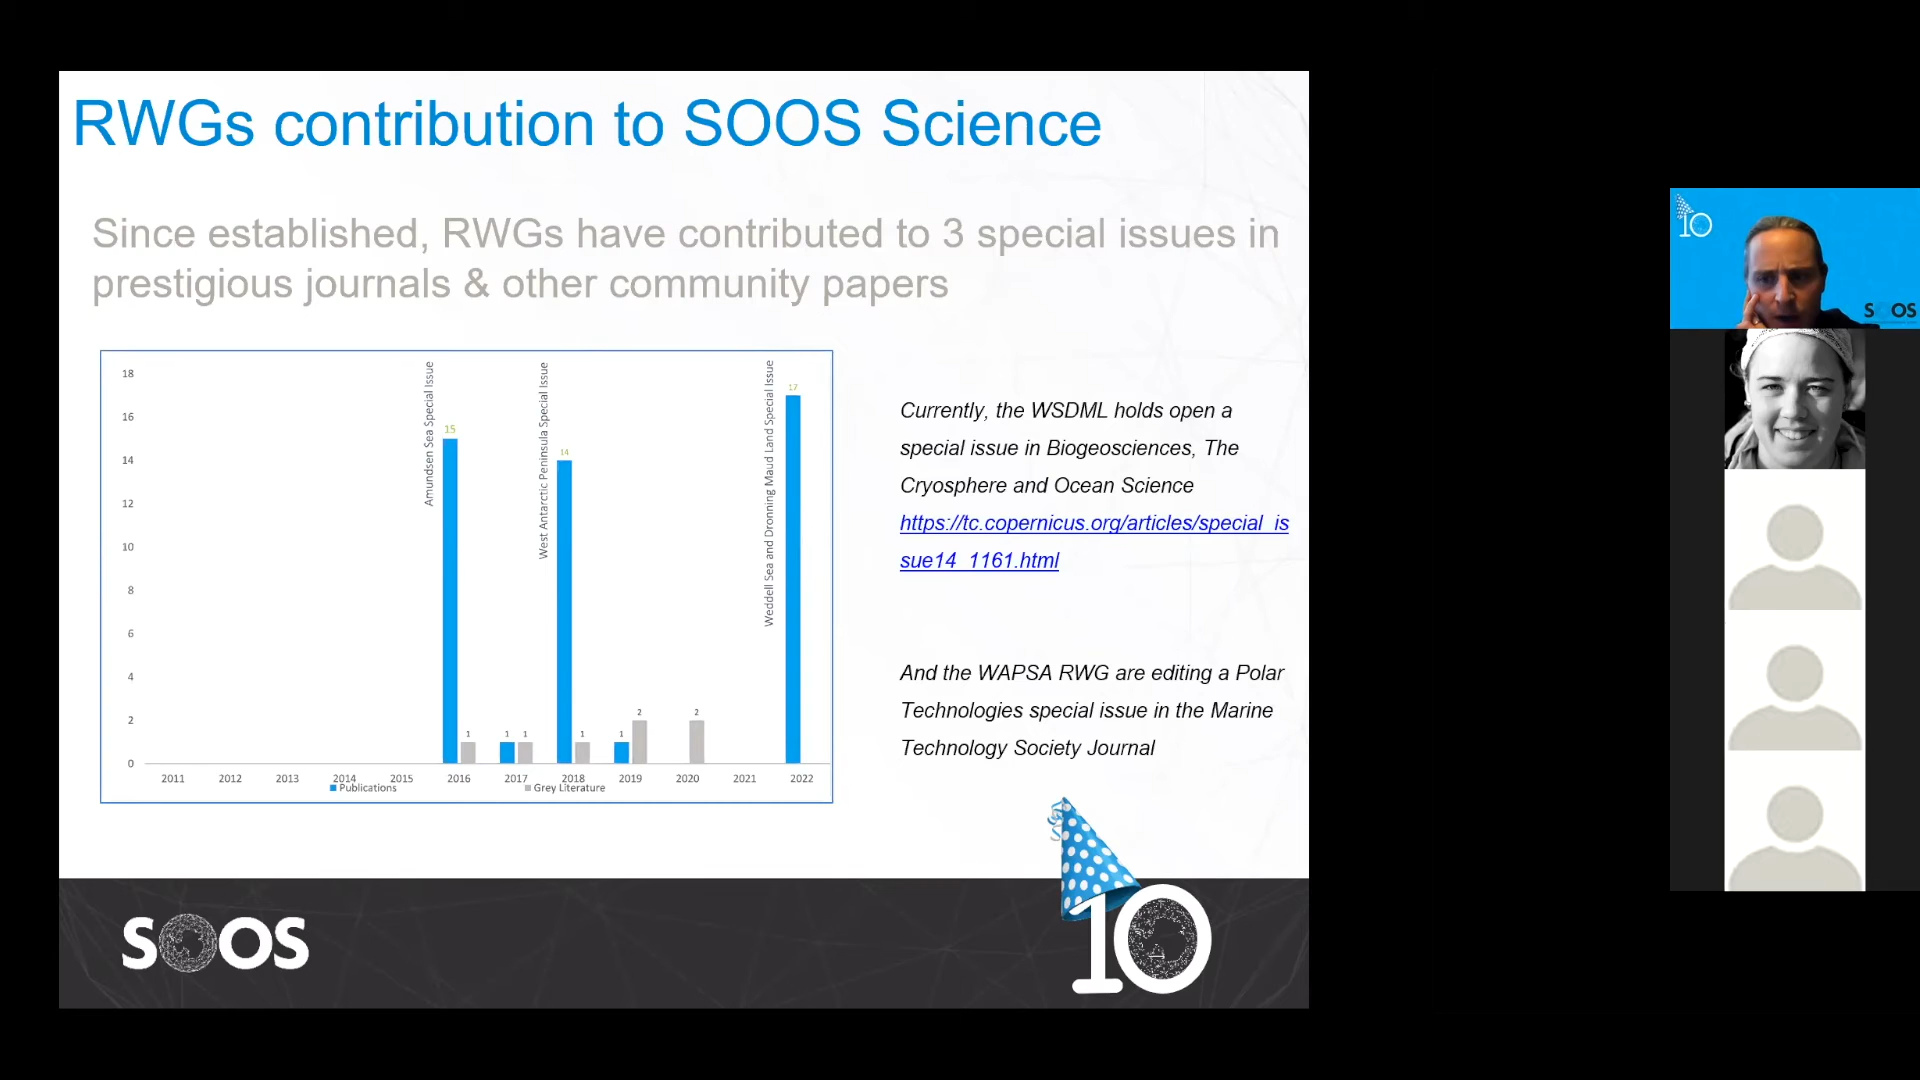 RWGs contribution to SOOS Science
Since established, RWGs have contributed to 3 special issues in
prestigious journals & other community papers
18
16
14
12
10
8
6
4
2
0
Amundsen Sea Special Issue
West Antarctic Peninsula Special Issue
Weddell Sea and Dronning Maud Land Special Issue
15
1
1
1
14
1
1
2
2
17
2011 2012 2013 2014 2015 2016 2017 2018 2019 2020 2021 2022
Publications Grey Literature
Currently, the WSDML holds open a
special issue in Biogeosciences, The
Cryosphere and Ocean Science
https://tc.copernicus.org/articles/special_is
sue14_1161.html
And the WAPSA RWG are editing a Polar
Technologies special issue in the Marine
Technology Society Journal
SOOS
10
10
SOOS